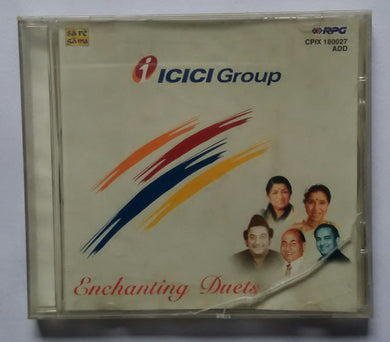 sa re
ga ma
RPG
CPIX 180027
ADD
i ICICI Group
Enchanting Duets